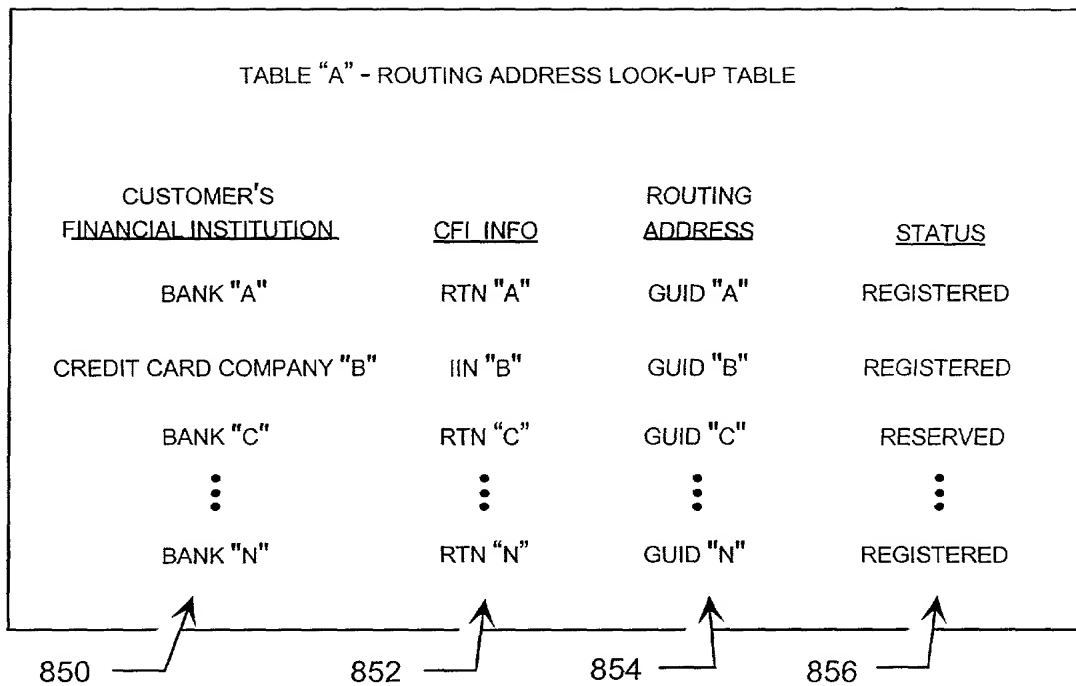 TABLE “A” - ROUTING ADDRESS LOOK-UP TABLE
CUSTOMER'S ROUTING
FINANCIAL INSTITUTION CFI INFO ADDRESS STATUS
BANK "A" RTN "A" GUID "A" REGISTERED
CREDIT CARD COMPANY "B" IIN "B" GUID "B" REGISTERED
BANK "C" RTN “C” GUID "C" RESERVED
BANK "N" RTN “N” GUID "N" REGISTERED
850 852 854 856